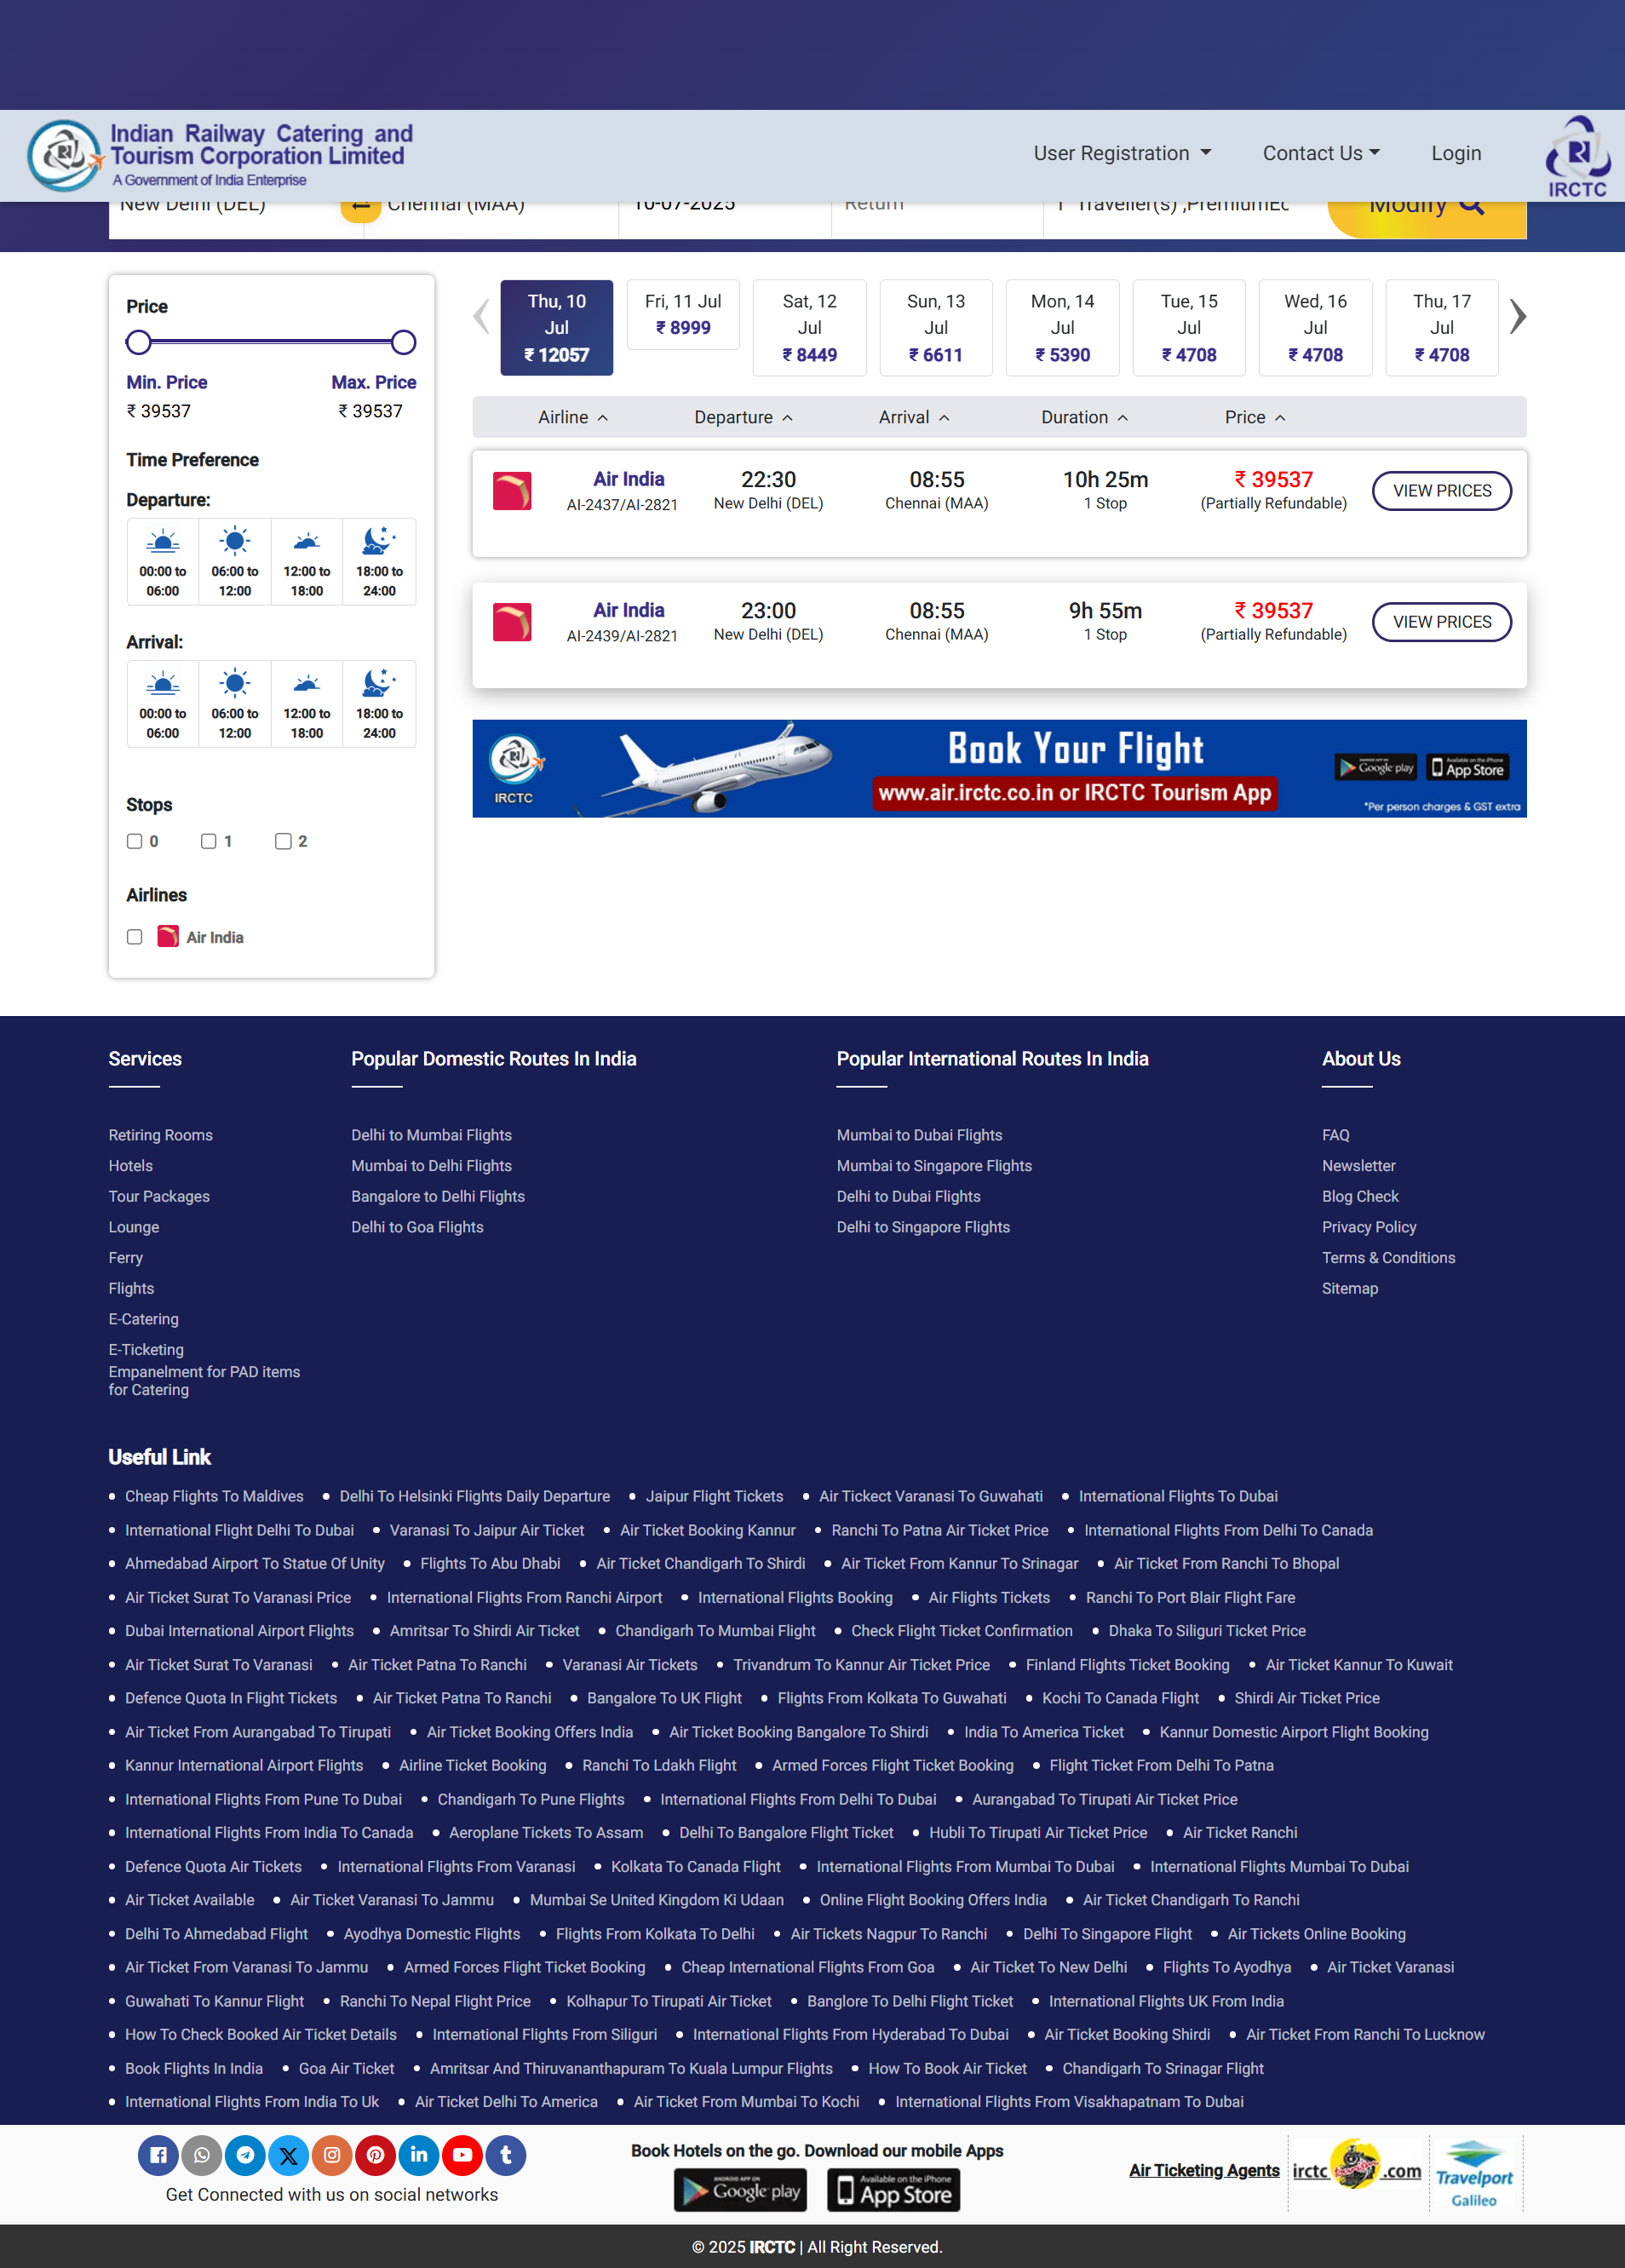 Indian Railway Catering and
Tourism Corporation Limited
A Government of India Enterprise
User Registration
Contact Us
Login
IRCTC
New Delhi (DEL)
Chennai (MAA)
10-07-2025
Return
1 Traveller(s) ,PremiumEc
Modify
Price
Min. Price
Max. Price
₹ 39537
₹ 39537
Time Preference
Departure:
00:00 to
06:00
06:00 to
12:00
12:00 to
18:00
18:00 to
24:00
Arrival:
00:00 to
06:00
06:00 to
12:00
12:00 to
18:00
18:00 to
24:00
Stops
0
1
2
Airlines
Air India
Thu, 10
Jul
₹ 12057
Fri, 11 Jul
₹ 8999
Sat, 12
Jul
₹ 8449
Sun, 13
Jul
₹ 6611
Mon, 14
Jul
₹ 5390
Tue, 15
Jul
₹ 4708
Wed, 16
Jul
₹ 4708
Thu, 17
Jul
₹ 4708
Airline Departure Arrival Duration Price
Air India 22:30 08:55 10h 25m ₹ 39537 VIEW PRICES
AI-2437/AI-2821 New Delhi (DEL) Chennai (MAA) 1 Stop (Partially Refundable)
Air India 23:00 08:55 9h 55m ₹ 39537 VIEW PRICES
AI-2439/AI-2821 New Delhi (DEL) Chennai (MAA) 1 Stop (Partially Refundable)
IRCTC
Book Your Flight
www.air.irctc.co.in or IRCTC Tourism App
Google play
Available on the iPhone
App Store
*Per person charges & GST extra
Services
Retiring Rooms
Hotels
Tour Packages
Lounge
Ferry
Flights
E-Catering
E-Ticketing
Empanelment for PAD items
for Catering
Popular Domestic Routes In India
Delhi to Mumbai Flights
Mumbai to Delhi Flights
Bangalore to Delhi Flights
Delhi to Goa Flights
Popular International Routes In India
Mumbai to Dubai Flights
Mumbai to Singapore Flights
Delhi to Dubai Flights
Delhi to Singapore Flights
About Us
FAQ
Newsletter
Blog Check
Privacy Policy
Terms & Conditions
Sitemap
Useful Link
Cheap Flights To Maldives Delhi To Helsinki Flights Daily Departure Jaipur Flight Tickets Air Tickect Varanasi To Guwahati International Flights To Dubai
International Flight Delhi To Dubai Varanasi To Jaipur Air Ticket Air Ticket Booking Kannur Ranchi To Patna Air Ticket Price International Flights From Delhi To Canada
Ahmedabad Airport To Statue Of Unity Flights To Abu Dhabi Air Ticket Chandigarh To Shirdi Air Ticket From Kannur To Srinagar Air Ticket From Ranchi To Bhopal
Air Ticket Surat To Varanasi Price International Flights From Ranchi Airport International Flights Booking Air Flights Tickets Ranchi To Port Blair Flight Fare
Dubai International Airport Flights Amritsar To Shirdi Air Ticket Chandigarh To Mumbai Flight Check Flight Ticket Confirmation Dhaka To Siliguri Ticket Price
Air Ticket Surat To Varanasi Air Ticket Patna To Ranchi Varanasi Air Tickets Trivandrum To Kannur Air Ticket Price Finland Flights Ticket Booking Air Ticket Kannur To Kuwait
Defence Quota In Flight Tickets Air Ticket Patna To Ranchi Bangalore To UK Flight Flights From Kolkata To Guwahati Kochi To Canada Flight Shirdi Air Ticket Price
Air Ticket From Aurangabad To Tirupati Air Ticket Booking Offers India Air Ticket Booking Bangalore To Shirdi India To America Ticket Kannur Domestic Airport Flight Booking
Kannur International Airport Flights Airline Ticket Booking Ranchi To Ldakh Flight Armed Forces Flight Ticket Booking Flight Ticket From Delhi To Patna
International Flights From Pune To Dubai Chandigarh To Pune Flights International Flights From Delhi To Dubai Aurangabad To Tirupati Air Ticket Price
International Flights From India To Canada Aeroplane Tickets To Assam Delhi To Bangalore Flight Ticket Hubli To Tirupati Air Ticket Price Air Ticket Ranchi
Defence Quota Air Tickets International Flights From Varanasi Kolkata To Canada Flight International Flights From Mumbai To Dubai International Flights Mumbai To Dubai
Air Ticket Available Air Ticket Varanasi To Jammu Mumbai Se United Kingdom Ki Udaan Online Flight Booking Offers India Air Ticket Chandigarh To Ranchi
Delhi To Ahmedabad Flight Ayodhya Domestic Flights Flights From Kolkata To Delhi Air Tickets Nagpur To Ranchi Delhi To Singapore Flight Air Tickets Online Booking
Air Ticket From Varanasi To Jammu Armed Forces Flight Ticket Booking Cheap International Flights From Goa Air Ticket To New Delhi Flights To Ayodhya Air Ticket Varanasi
Guwahati To Kannur Flight Ranchi To Nepal Flight Price Kolhapur To Tirupati Air Ticket Banglore To Delhi Flight Ticket International Flights UK From India
How To Check Booked Air Ticket Details International Flights From Siliguri International Flights From Hyderabad To Dubai Air Ticket Booking Shirdi Air Ticket From Ranchi To Lucknow
Book Flights In India Goa Air Ticket Amritsar And Thiruvananthapuram To Kuala Lumpur Flights How To Book Air Ticket Chandigarh To Srinagar Flight
International Flights From India To Uk Air Ticket Delhi To America Air Ticket From Mumbai To Kochi International Flights From Visakhapatnam To Dubai
Get Connected with us on social networks
Book Hotels on the go. Download our mobile Apps
ANDROID APP ON
Google play
Available on the iPhone
App Store
Air Ticketing Agents
irctc .com
Travelport
Galileo
© 2025 IRCTC | All Right Reserved.